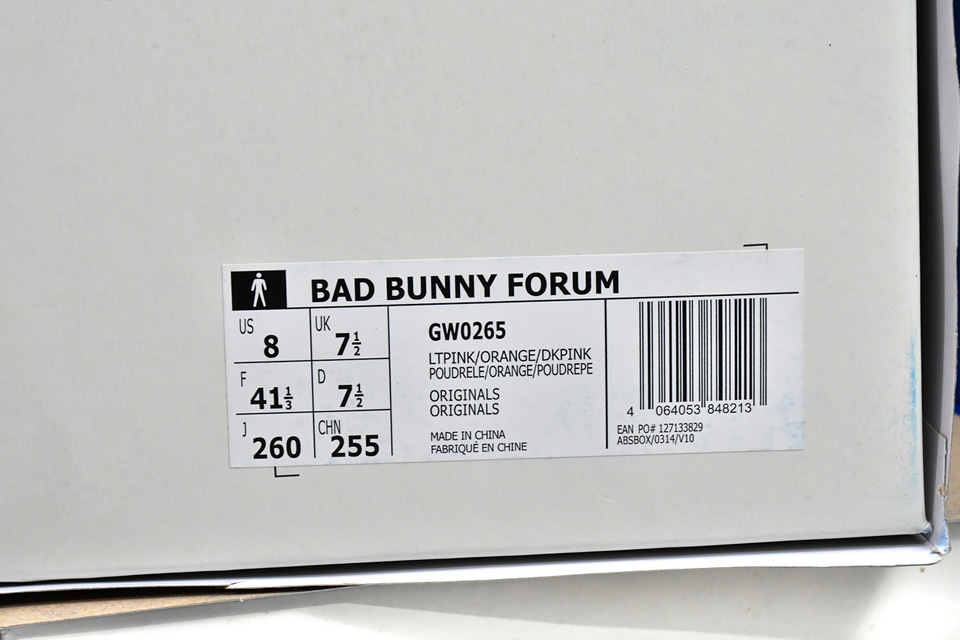 BAD BUNNY FORUM
US 8
UK 7½
F 41⅓
D 7½
J 260
CHN 255
GW0265
LTPINK/ORANGE/DKPINK
POUDRELE/ORANGE/POUDREPE
ORIGINALS
ORIGINALS
MADE IN CHINA
FABRIQUÉ EN CHINE
4 064053 848213
EAN PO# 127133829
ABSBOX/0314/V10